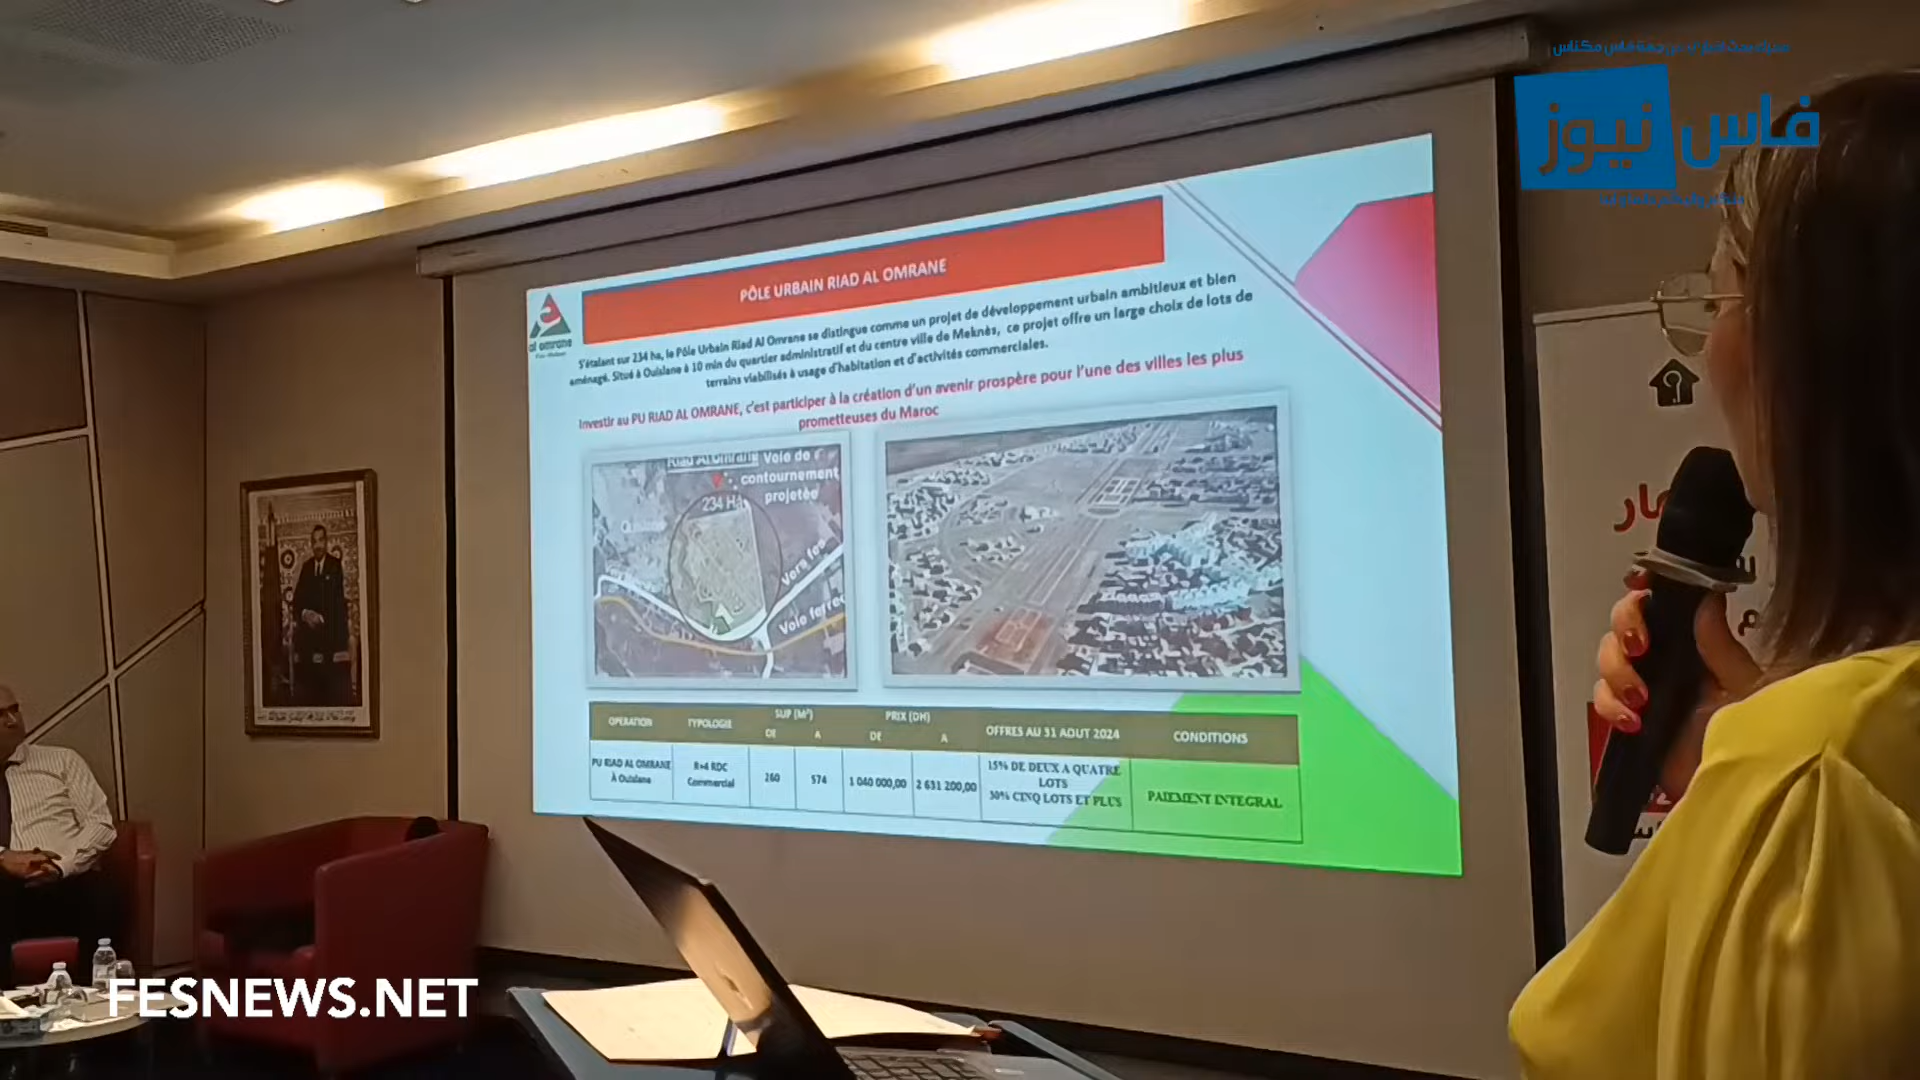 فاس نيوز
PÔLE URBAIN RIAD AL OMRANE
al omrane
S'étalant sur 234 ha, le Pôle Urbain Riad Al Omrane se distingue comme un projet de développement urbain ambitieux et bien
aménagé. Situé à Ouislane à 10 min du quartier administratif et du centre ville de Meknès, ce projet offre un large choix de lots de
terrains viabilisés à usage d'habitation et d'activités commerciales.
Investir au PU RIAD AL OMRANE, c'est participer à la création d'un avenir prospère pour l'une des villes les plus
prometteuses du Maroc
Riad Al Omrane
Voie de
contournement
projetée
234 Ha
Vers fes
Voie ferrée
OPERATION TYPOLOGIE SUP (M²) PRIX (DH) OFFRES AU 31 AOUT 2024 CONDITIONS
DE A DE A
PU RIAD AL OMRANE
À Ouislane
R+4 RDC
Commercial
260 574 1 040 000,00 2 631 200,00
15% DE DEUX A QUATRE
LOTS
30% CINQ LOTS ET PLUS
PAIEMENT INTEGRAL
FESNEWS.NET